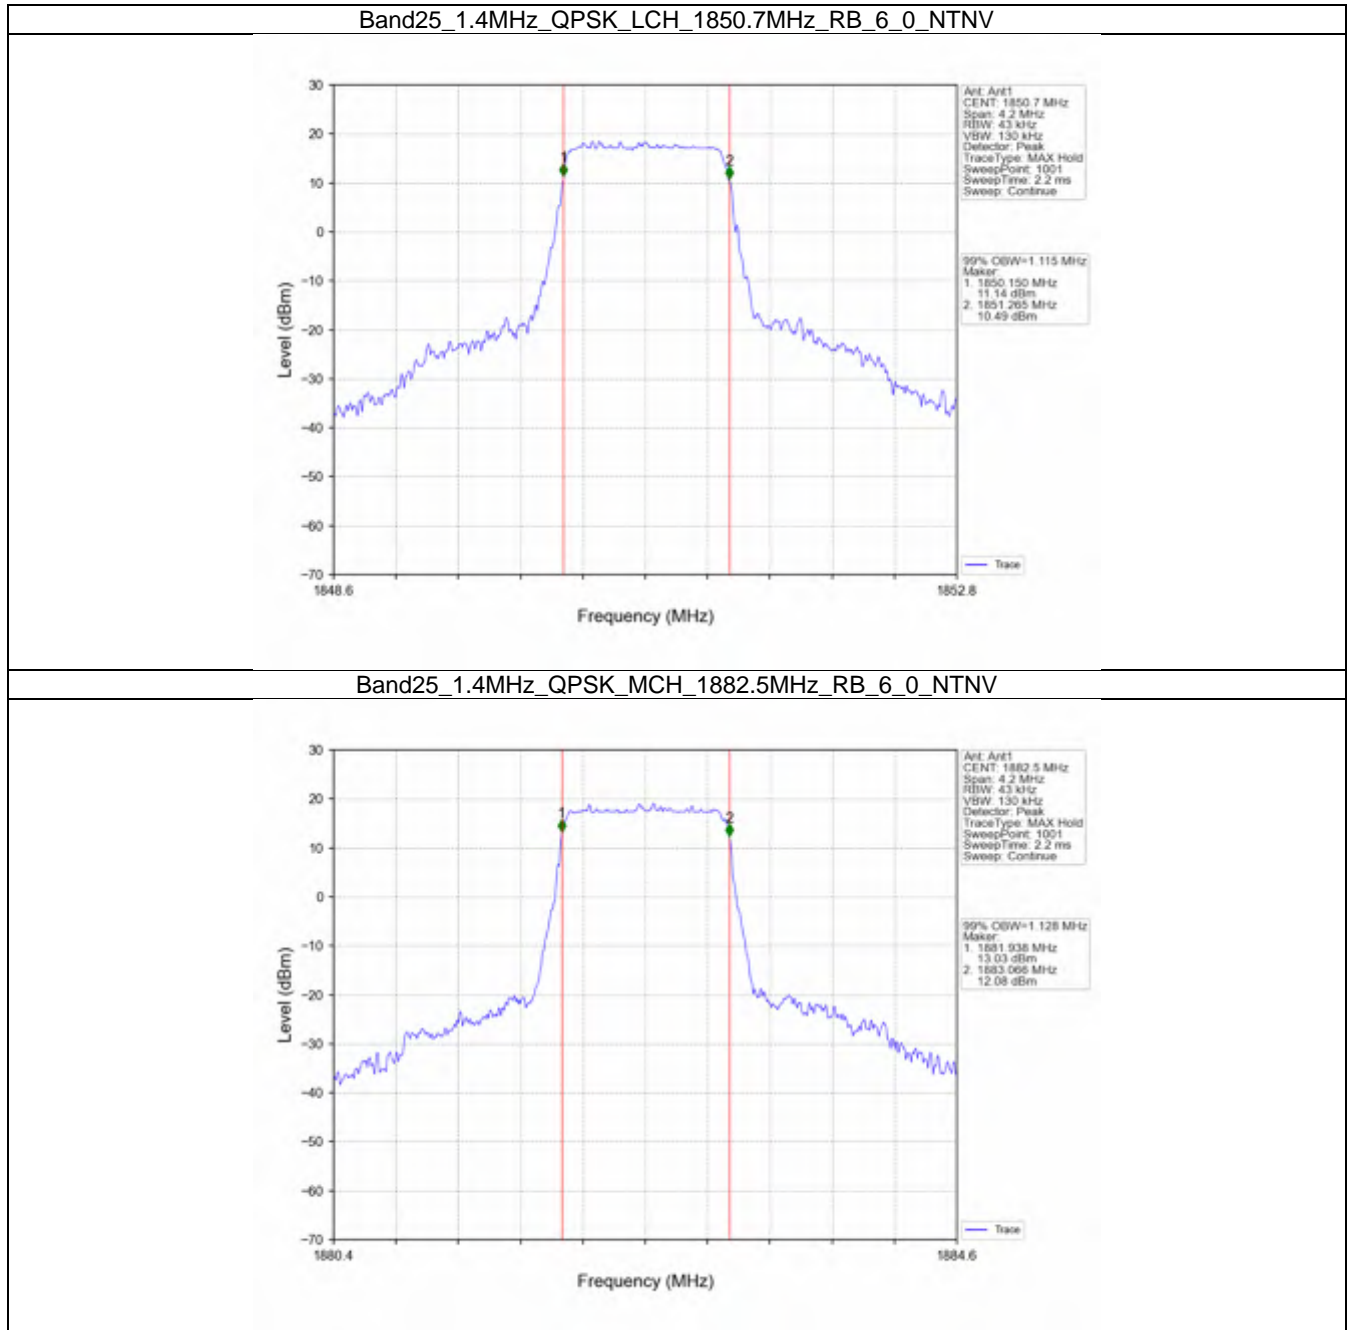 Band25_1.4MHz_QPSK_LCH_1850.7MHz_RB_6_0_NTNV
30
20
10
0
−10
−20
−30
−40
−50
−60
−70
Level (dBm)
1
2
1848.6
1852.8
Frequency (MHz)
Ant: Ant1
CENT: 1850.7 MHz
Span: 4.2 MHz
RBW: 43 kHz
VBW: 130 kHz
Detector: Peak
TraceType: MAX Hold
SweepPoint: 1001
SweepTime: 2.2 ms
Sweep: Continue
99% OBW=1.115 MHz
Maker:
1. 1850.150 MHz
11.14 dBm
2. 1851.265 MHz
10.49 dBm
Trace
Band25_1.4MHz_QPSK_MCH_1882.5MHz_RB_6_0_NTNV
30
20
10
0
−10
−20
−30
−40
−50
−60
−70
Level (dBm)
1
2
1880.4
1884.6
Frequency (MHz)
Ant: Ant1
CENT: 1882.5 MHz
Span: 4.2 MHz
RBW: 43 kHz
VBW: 130 kHz
Detector: Peak
TraceType: MAX Hold
SweepPoint: 1001
SweepTime: 2.2 ms
Sweep: Continue
99% OBW=1.128 MHz
Maker:
1. 1881.938 MHz
13.03 dBm
2. 1883.066 MHz
12.08 dBm
Trace